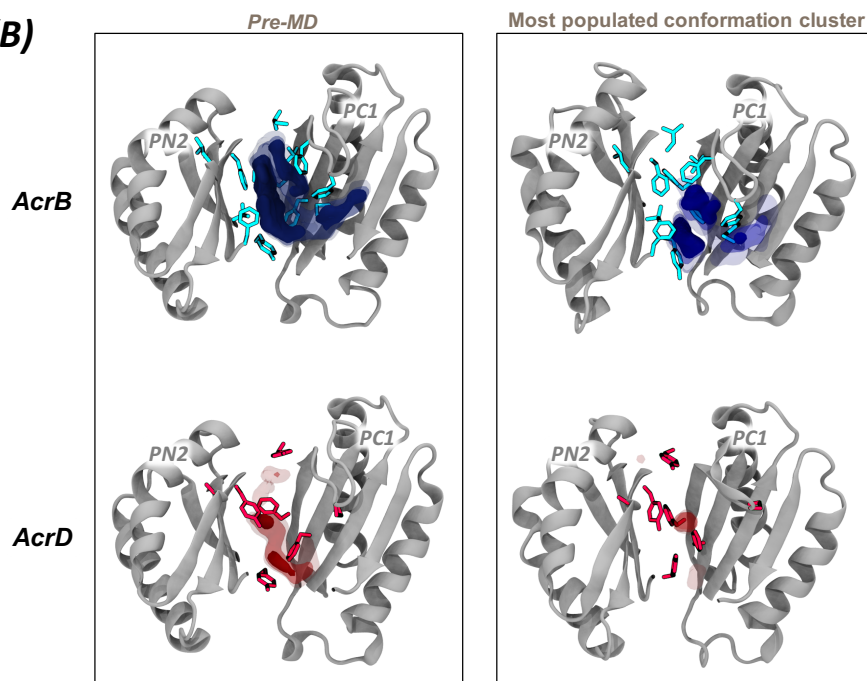 B)
Pre-MD
Most populated conformation cluster
PN2
PC1
PN2
PC1
AcrB
PN2
PC1
PN2
PC1
AcrD